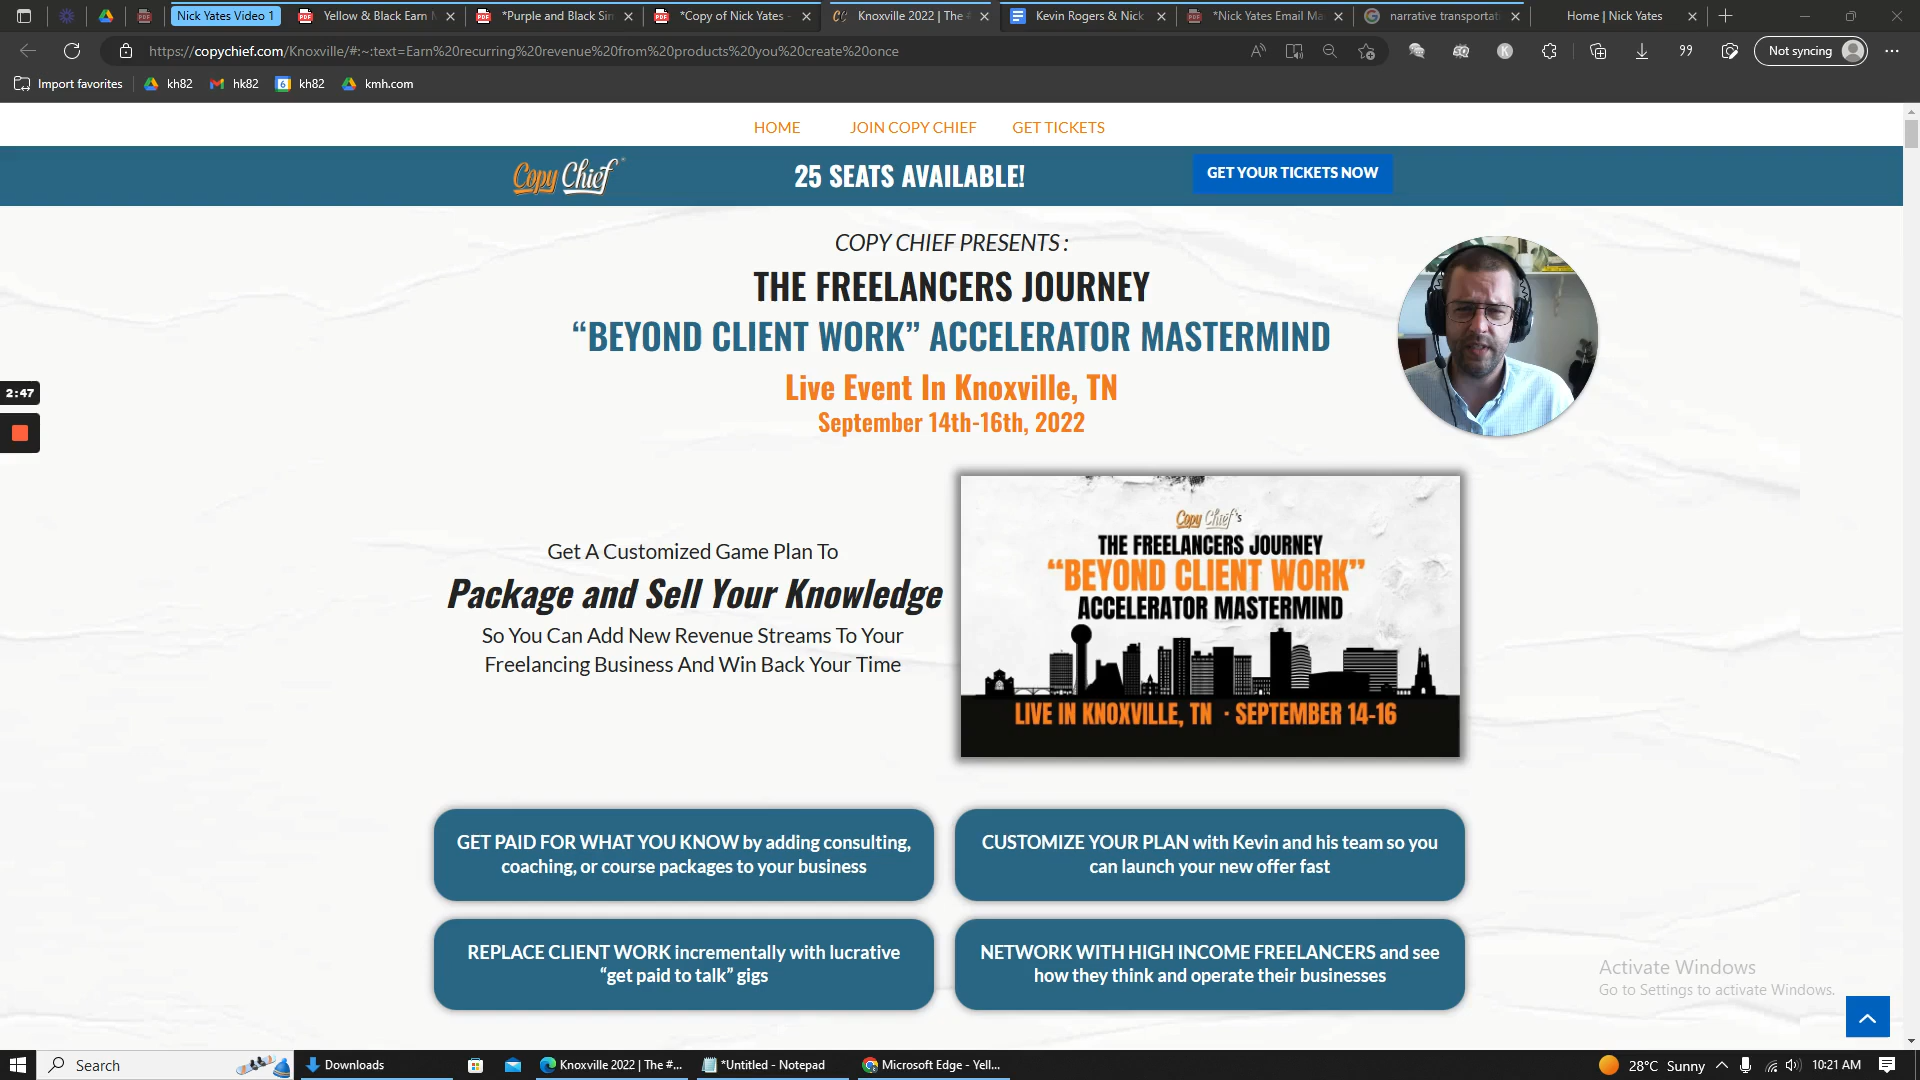 Nick Yates Video 1
Yellow & Black Earn
*Purple and Black Sim
*Copy of Nick Yates -
Knoxville 2022 | The #
Kevin Rogers & Nick
*Nick Yates Email Ma
narrative transportat
Home | Nick Yates
https://copychief.com/Knoxville/#:~:text=Earn%20recurring%20revenue%20from%20products%20you%20create%20once
Not syncing
Import favorites
kh82
hk82
kh82
kmh.com
HOME
JOIN COPY CHIEF
GET TICKETS
Copy Chief
25 SEATS AVAILABLE!
GET YOUR TICKETS NOW
COPY CHIEF PRESENTS :
THE FREELANCERS JOURNEY
“BEYOND CLIENT WORK” ACCELERATOR MASTERMIND
Live Event In Knoxville, TN
September 14th-16th, 2022
2:47
Get A Customized Game Plan To
Package and Sell Your Knowledge
So You Can Add New Revenue Streams To Your
Freelancing Business And Win Back Your Time
Copy Chief's
THE FREELANCERS JOURNEY
“BEYOND CLIENT WORK”
ACCELERATOR MASTERMIND
LIVE IN KNOXVILLE, TN · SEPTEMBER 14-16
GET PAID FOR WHAT YOU KNOW by adding consulting,
coaching, or course packages to your business
CUSTOMIZE YOUR PLAN with Kevin and his team so you
can launch your new offer fast
REPLACE CLIENT WORK incrementally with lucrative
“get paid to talk” gigs
NETWORK WITH HIGH INCOME FREELANCERS and see
how they think and operate their businesses
Activate Windows
Go to Settings to activate Windows.
Search
Downloads
Knoxville 2022 | The #...
*Untitled - Notepad
Microsoft Edge - Yell...
28°C Sunny
10:21 AM